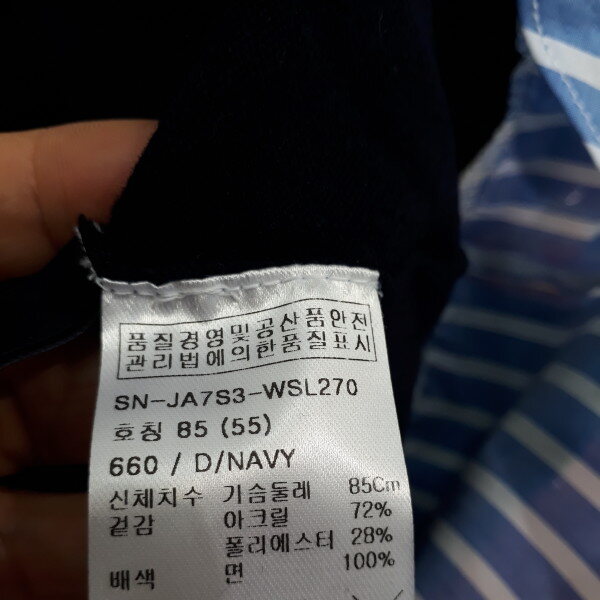 품질경영및공산품안전
관리법에의한품질표시
SN-JA7S3-WSL270
호칭 85 (55)
660 / D/NAVY
신체치수 가슴둘레 85Cm
겉감 아크릴 72%
폴리에스터 28%
배색 면 100%